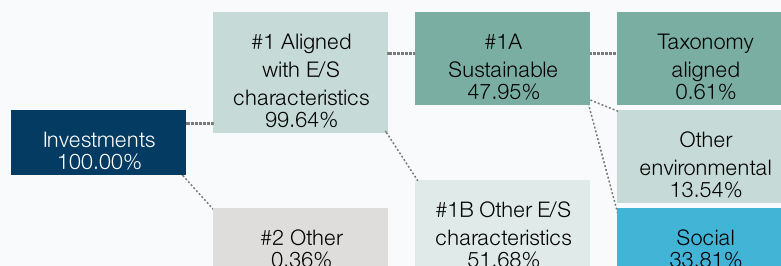 #1 Aligned
with E/S
characteristics
99.64%
#1A
Sustainable
47.95%
Taxonomy
aligned
0.61%
Investments
100.00%
Other
environmental
13.54%
#2 Other
0.36%
#1B Other E/S
characteristics
51.68%
Social
33.81%